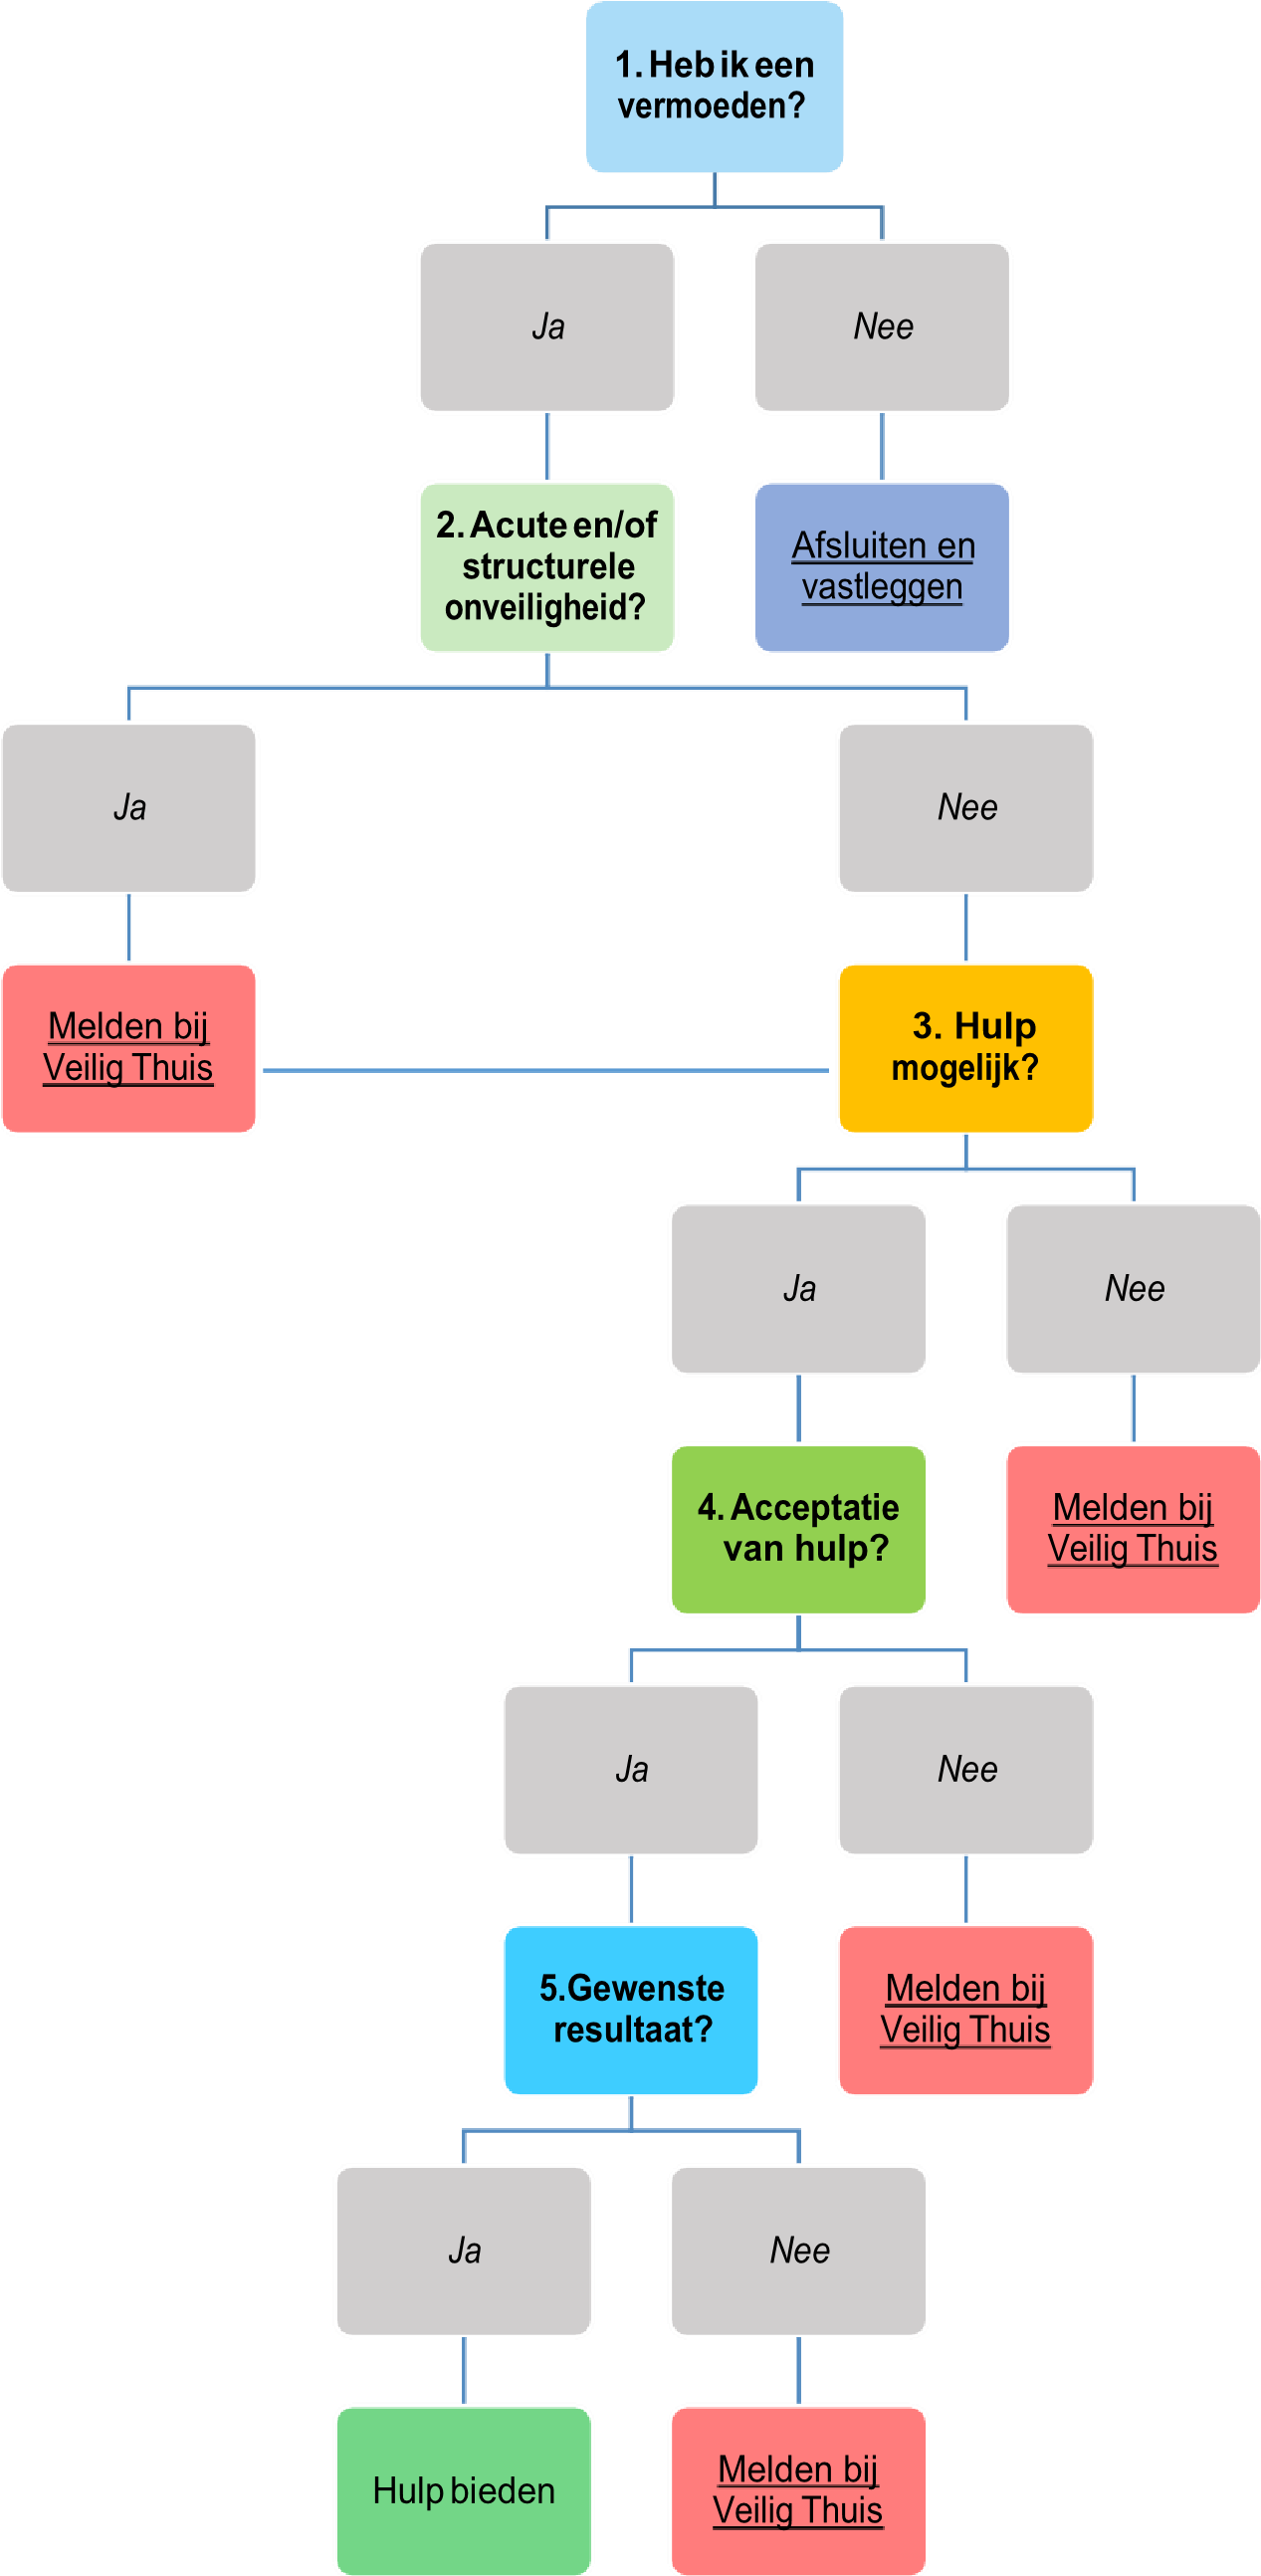 1. Heb ik een
vermoeden?
Ja
Nee
2. Acute en/of
structurele
onveiligheid?
Afsluiten en
vastleggen
Ja
Nee
Melden bij
Veilig Thuis
3. Hulp
mogelijk?
Ja
Nee
4. Acceptatie
van hulp?
Melden bij
Veilig Thuis
Ja
Nee
5.Gewenste
resultaat?
Melden bij
Veilig Thuis
Ja
Nee
Hulp bieden
Melden bij
Veilig Thuis